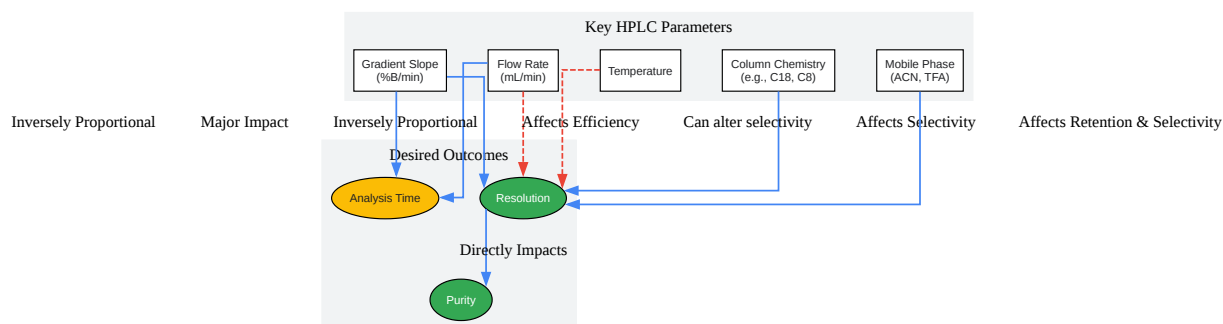 Key HPLC Parameters
Gradient Slope
(%B/min)
Flow Rate
(mL/min)
Temperature
Column Chemistry
(e.g., C18, C8)
Mobile Phase
(ACN, TFA)
Inversely Proportional
Major Impact
Inversely Proportional
Affects Efficiency
Can alter selectivity
Affects Selectivity
Affects Retention & Selectivity
Desired Outcomes
Analysis Time
Resolution
Directly Impacts
Purity